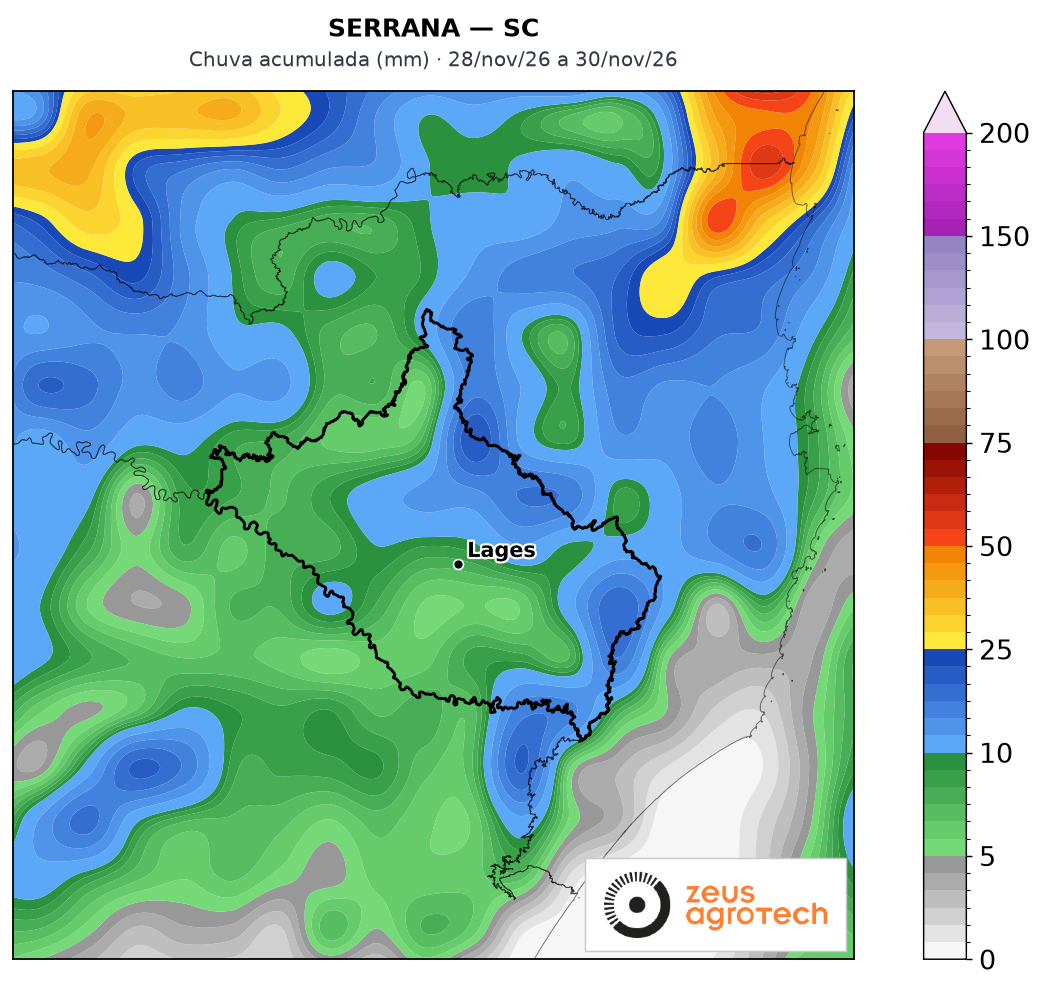 SERRANA — SC
Chuva acumulada (mm) · 28/nov/26 a 30/nov/26
200
150
100
75
50
25
10
5
0
Lages
zeus
agrotech